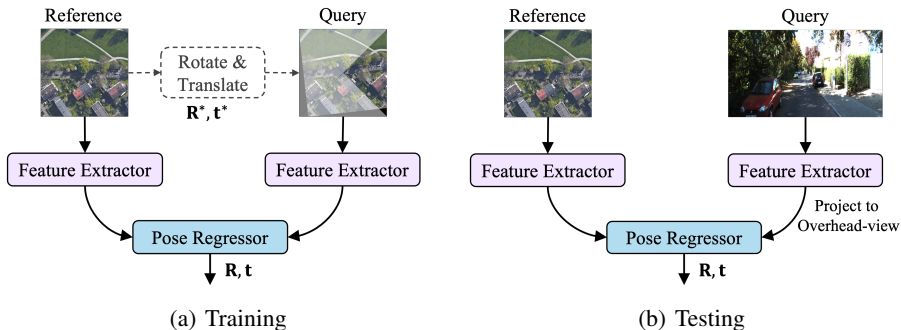 Reference
Query
Rotate &
Translate
R*, t*
Feature Extractor
Feature Extractor
Pose Regressor
R, t
(a) Training
Reference
Query
Feature Extractor
Feature Extractor
Project to
Overhead-view
Pose Regressor
R, t
(b) Testing